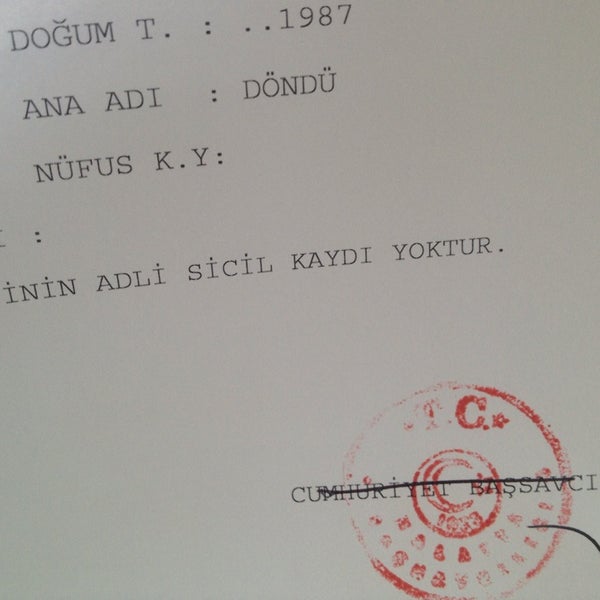 DOĞUM T. : ..1987
ANA ADI : DÖNDÜ
NÜFUS K.Y:
:
İNİN ADLİ SİCİL KAYDI YOKTUR.
T.C.
CUMHURİYET BAŞSAVCI